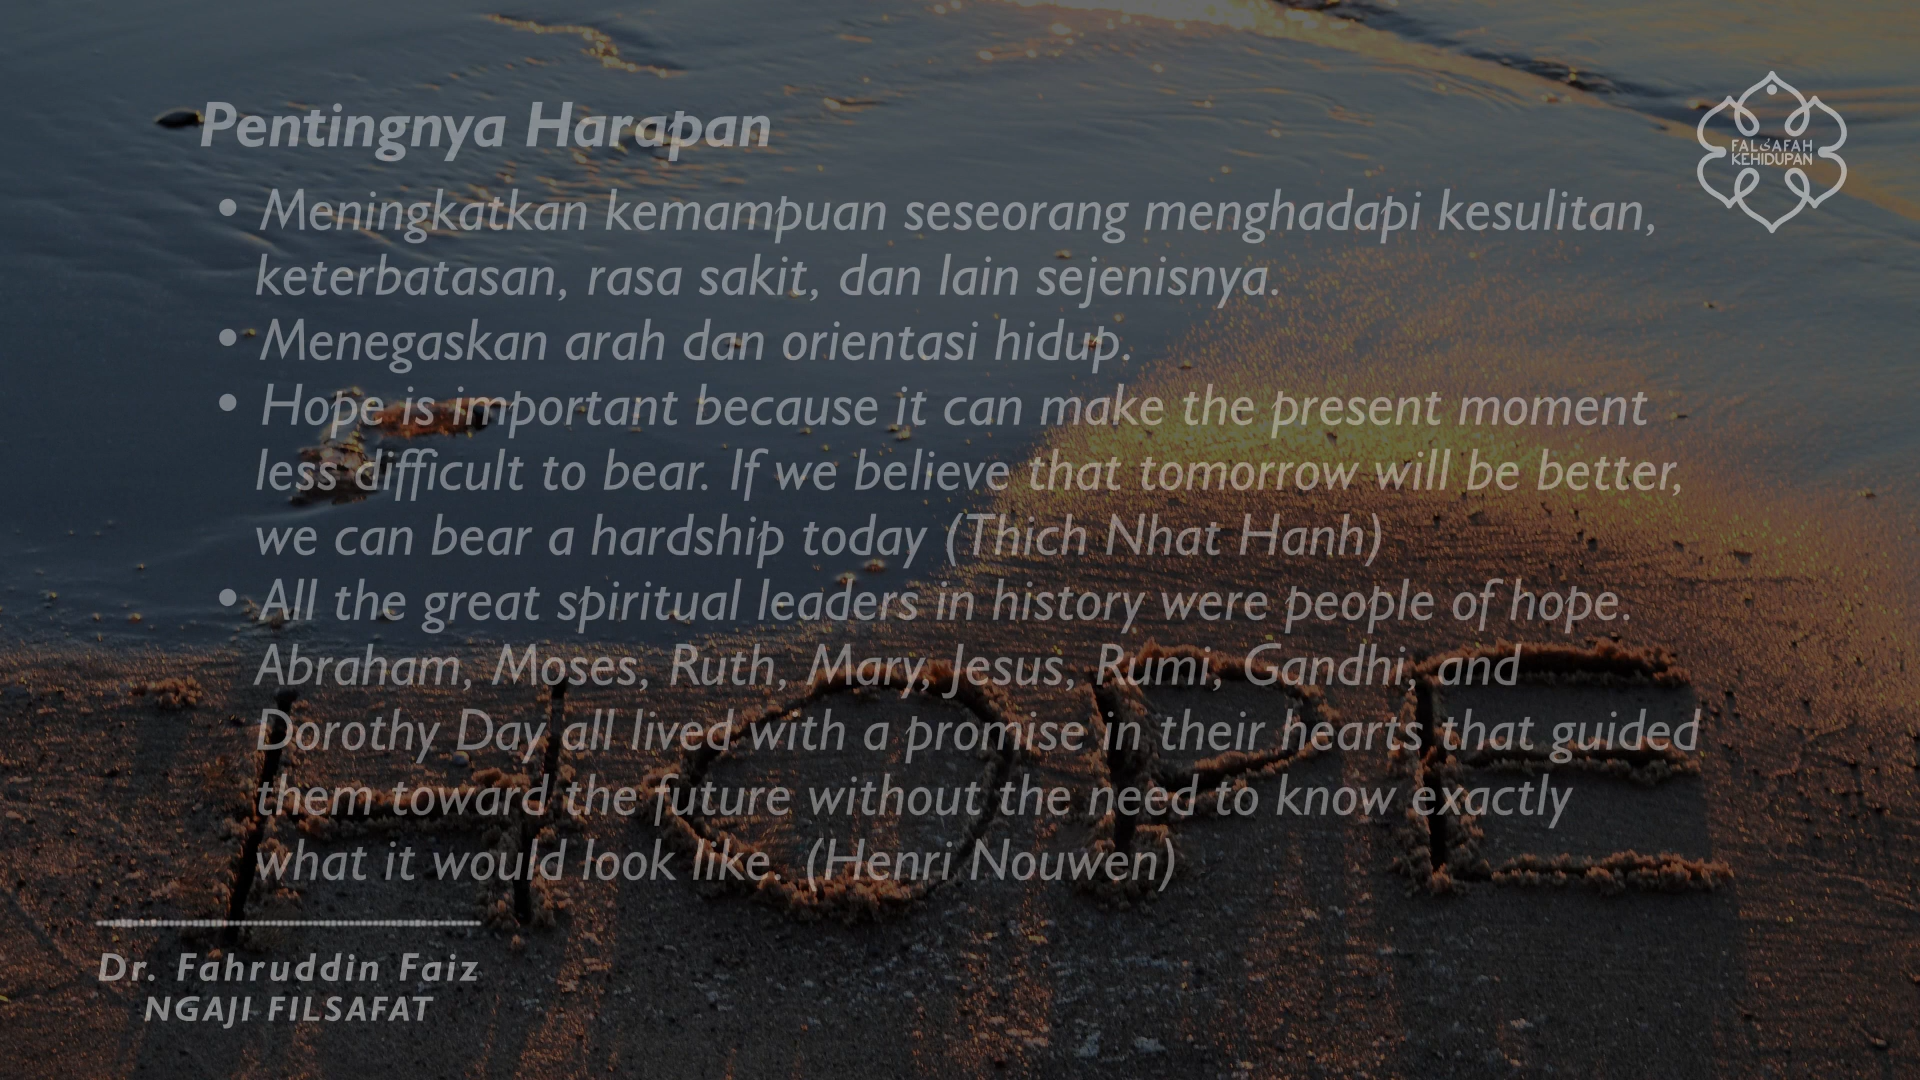 Pentingnya Harapan
FALSAFAH
KEHIDUPAN
• Meningkatkan kemampuan seseorang menghadapi kesulitan,
keterbatasan, rasa sakit, dan lain sejenisnya.
• Menegaskan arah dan orientasi hidup.
• Hope is important because it can make the present moment
less difficult to bear. If we believe that tomorrow will be better,
we can bear a hardship today (Thich Nhat Hanh)
• All the great spiritual leaders in history were people of hope.
Abraham, Moses, Ruth, Mary, Jesus, Rumi, Gandhi, and
Dorothy Day all lived with a promise in their hearts that guided
them toward the future without the need to know exactly
what it would look like. (Henri Nouwen)
HOPE
Dr. Fahruddin Faiz
NGAJI FILSAFAT